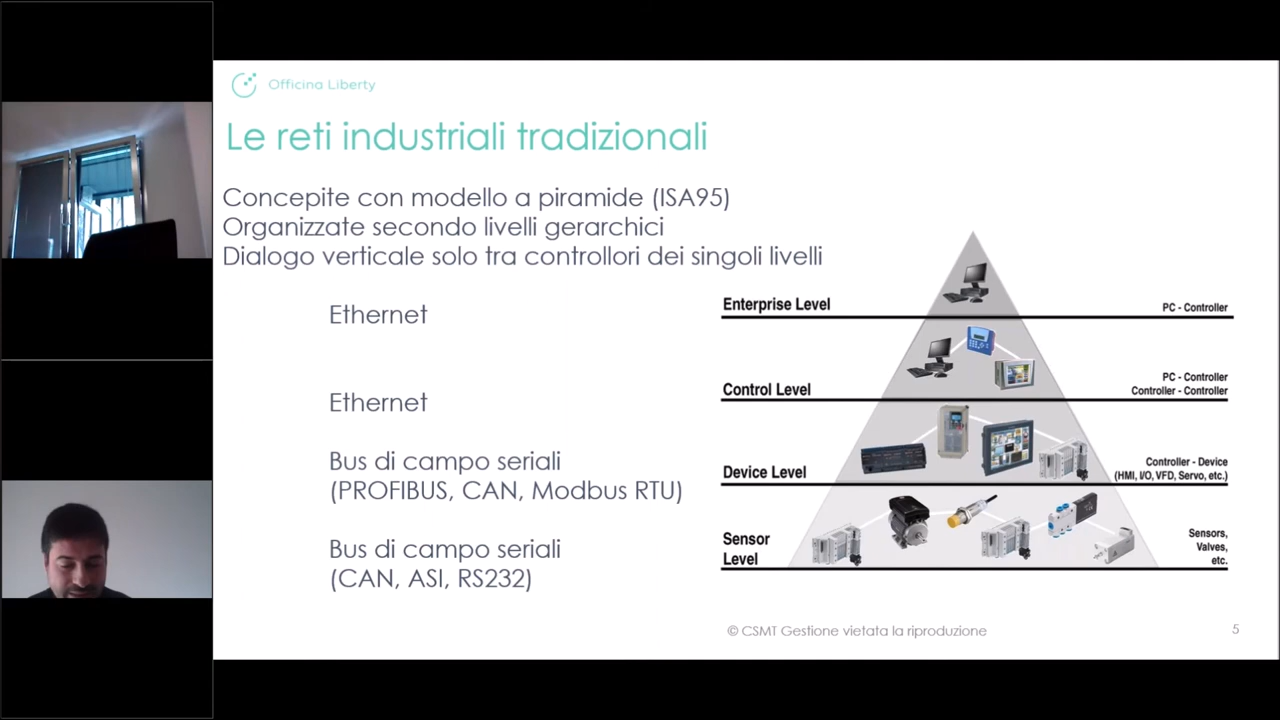 Officina Liberty
Le reti industriali tradizionali
Concepite con modello a piramide (ISA95)
Organizzate secondo livelli gerarchici
Dialogo verticale solo tra controllori dei singoli livelli
Ethernet
Ethernet
Bus di campo seriali
(PROFIBUS, CAN, Modbus RTU)
Bus di campo seriali
(CAN, ASI, RS232)
Enterprise Level
PC - Controller
Control Level
PC - Controller
Controller - Controller
Device Level
Controller - Device
(HMI, I/O, VFD, Servo, etc.)
Sensor
Level
Sensors,
Valves,
etc.
© CSMT Gestione vietata la riproduzione
5